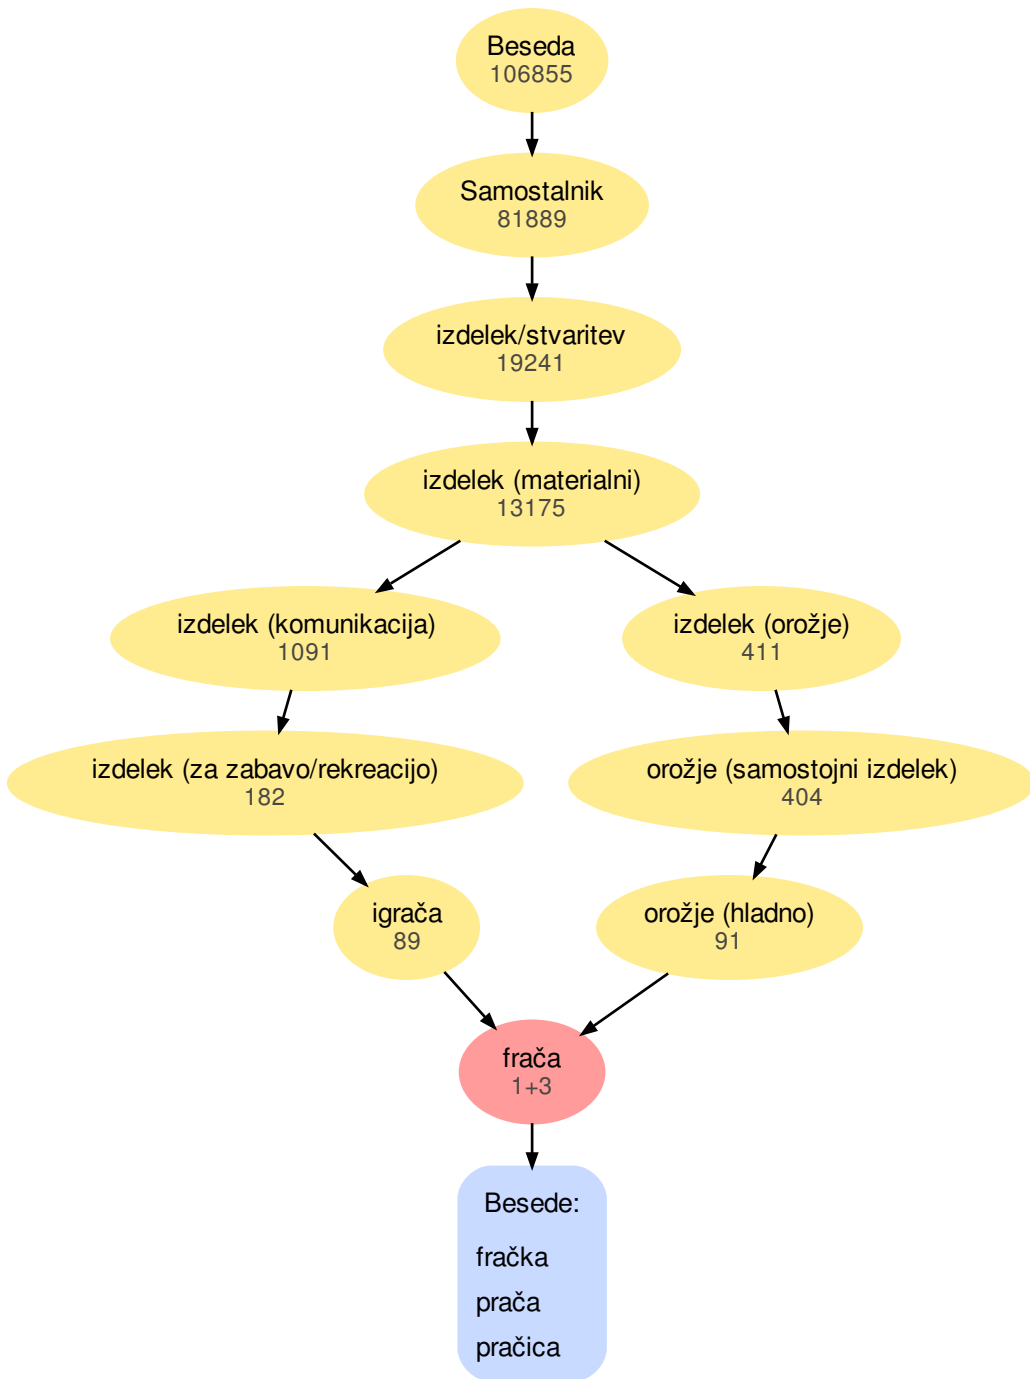 Beseda
106855
Samostalnik
81889
izdelek/stvaritev
19241
izdelek (materialni)
13175
izdelek (komunikacija)
1091
izdelek (orožje)
411
izdelek (za zabavo/rekreacijo)
182
orožje (samostojni izdelek)
404
igrača
89
orožje (hladno)
91
frača
1+3
Besede:
fračka
prača
pračica